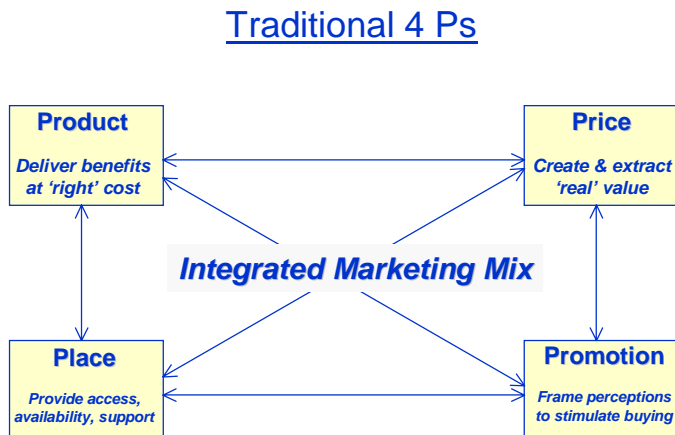 Traditional 4 Ps
Product
Deliver benefits
at ‘right’ cost
Price
Create & extract
‘real’ value
Integrated Marketing Mix
Place
Provide access,
availability, support
Promotion
Frame perceptions
to stimulate buying